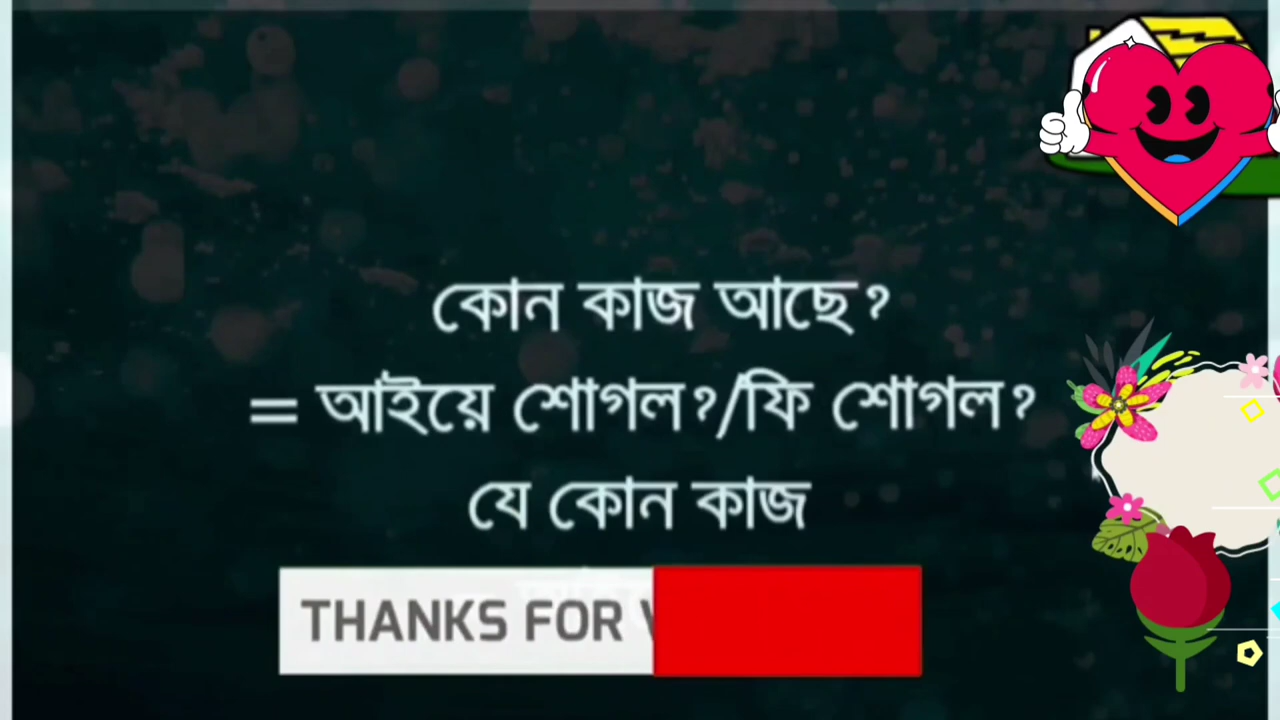 কোন কাজ আছে?
= আইয়ে শোগল?/ফি শোগল?
যে কোন কাজ
THANKS FOR